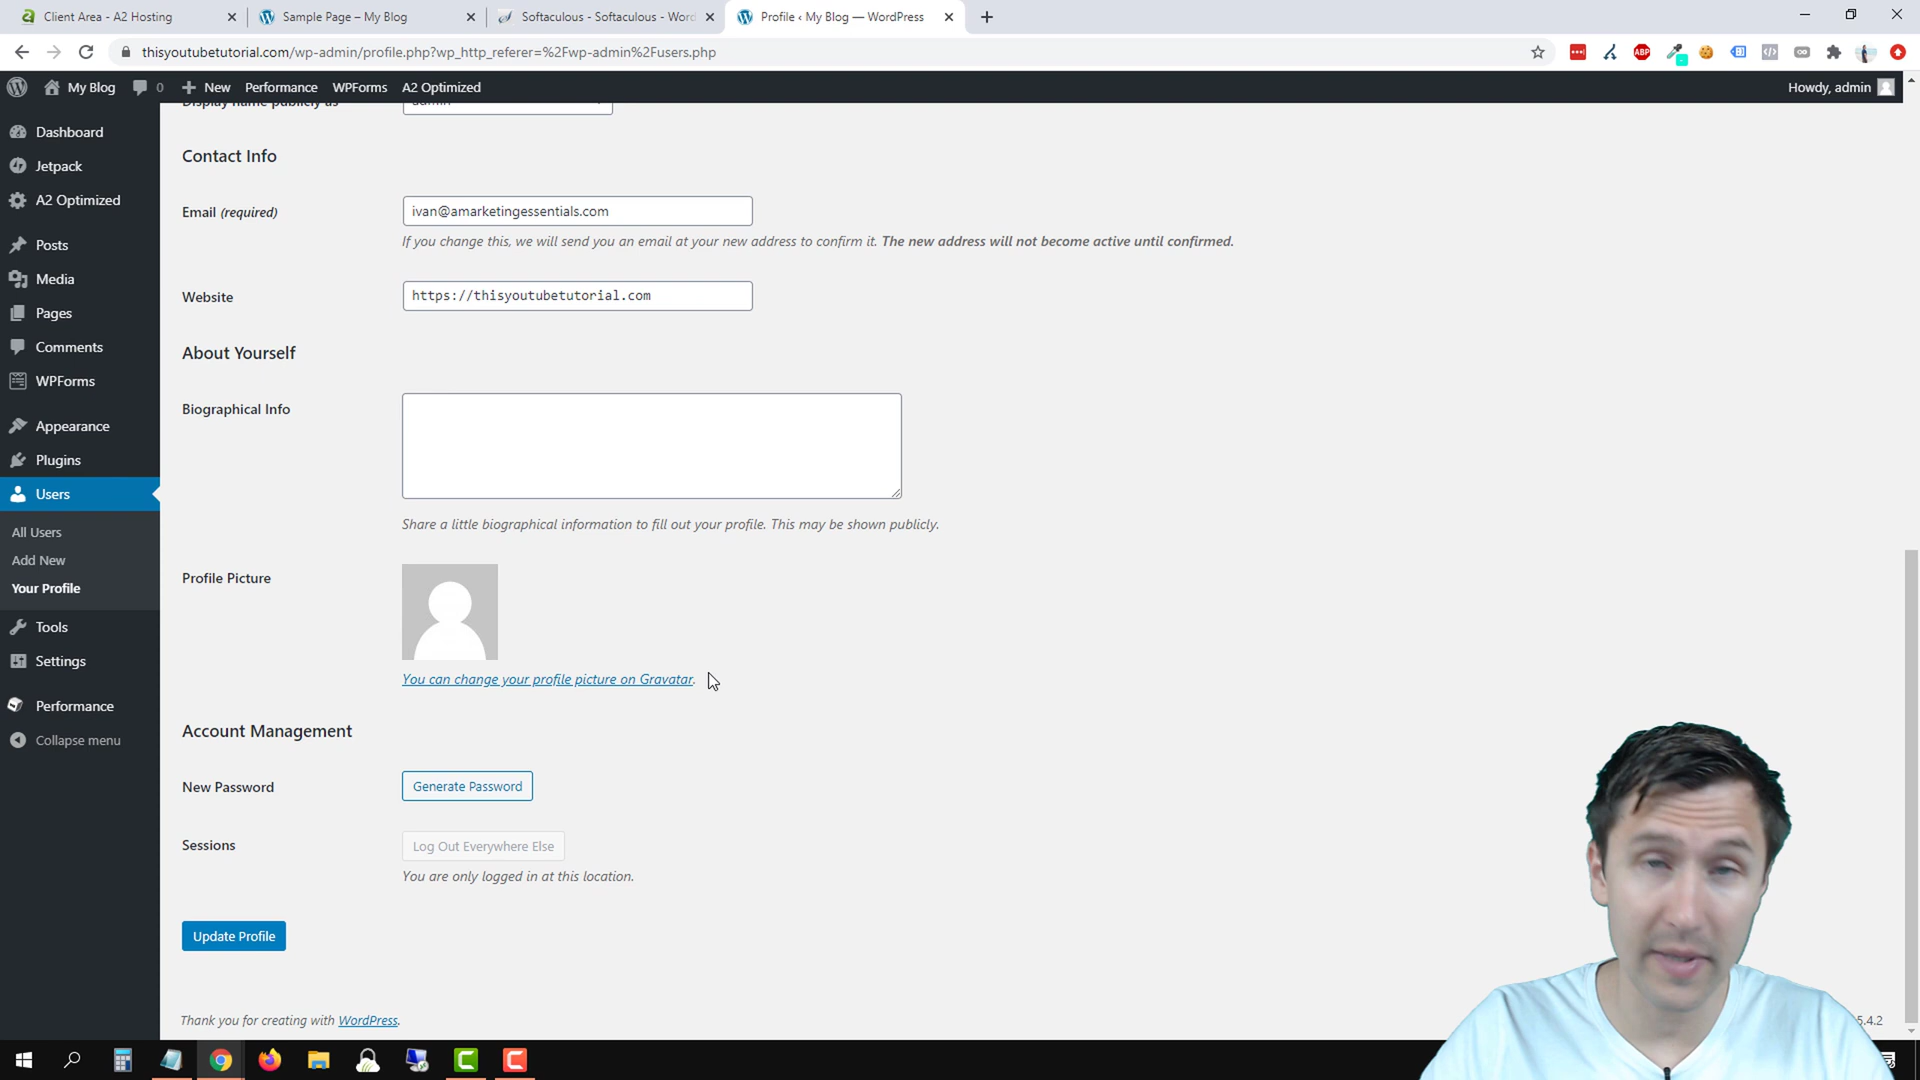 Client Area - A2 Hosting
Sample Page – My Blog
Softaculous - Softaculous - Word
Profile ‹ My Blog — WordPress
thisyoutubetutorial.com/wp-admin/profile.php?wp_http_referer=%2Fwp-admin%2Fusers.php
ABP
My Blog 0 New Performance WPForms A2 Optimized Howdy, admin
Dashboard
Jetpack
A2 Optimized
Posts
Media
Pages
Comments
WPForms
Appearance
Plugins
Users
All Users
Add New
Your Profile
Tools
Settings
Performance
Collapse menu
Display name publicly as admin
Contact Info
Email (required) ivan@amarketingessentials.com
If you change this, we will send you an email at your new address to confirm it. The new address will not become active until confirmed.
Website https://thisyoutubetutorial.com
About Yourself
Biographical Info
Share a little biographical information to fill out your profile. This may be shown publicly.
Profile Picture
You can change your profile picture on Gravatar.
Account Management
New Password Generate Password
Sessions Log Out Everywhere Else
You are only logged in at this location.
Update Profile
Thank you for creating with WordPress.
5.4.2